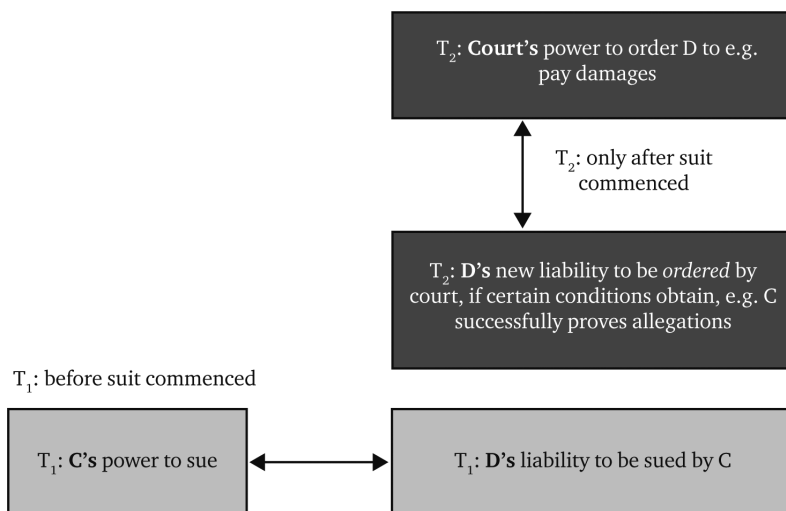 T₂: Court’s power to order D to e.g.
pay damages
T₂: only after suit
commenced
T₂: D’s new liability to be ordered by
court, if certain conditions obtain, e.g. C
successfully proves allegations
T₁: before suit commenced
T₁: C’s power to sue
T₁: D’s liability to be sued by C